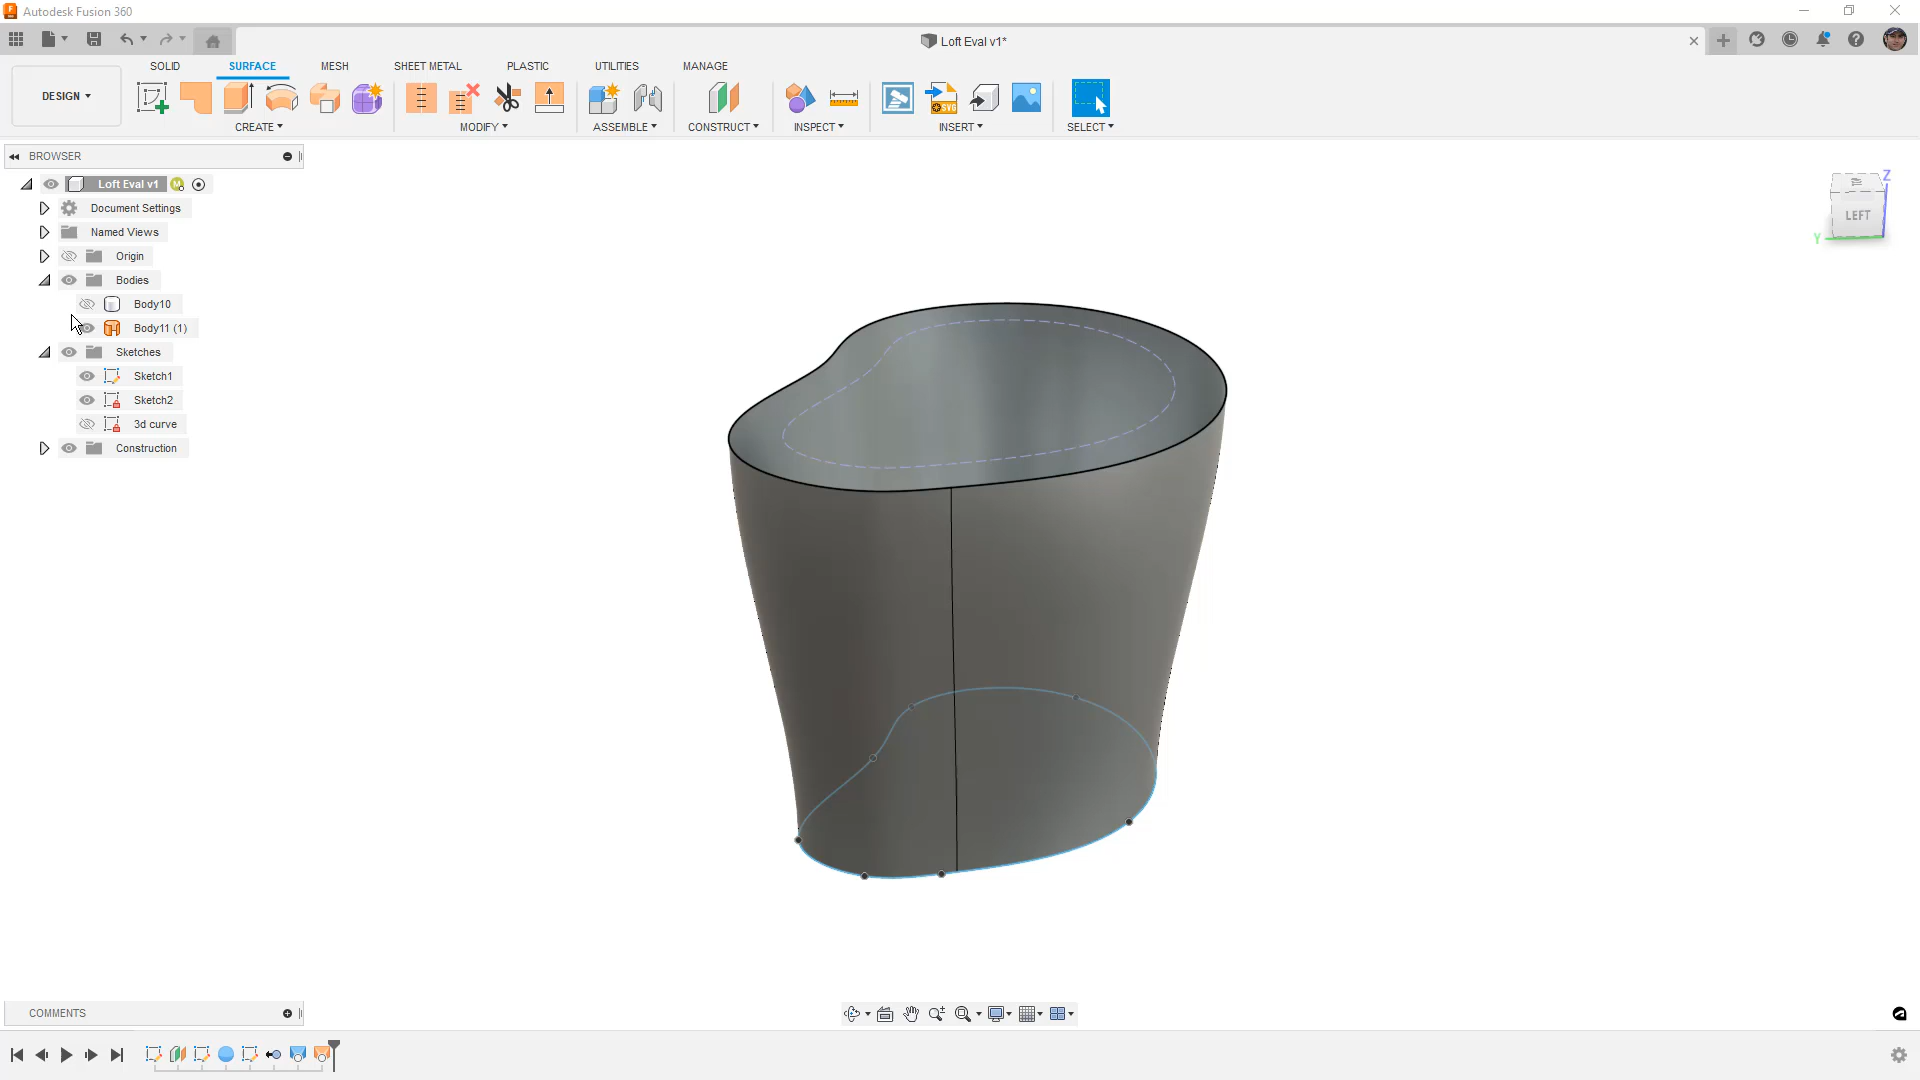 Autodesk Fusion 360
Loft Eval v1*
SOLID
SURFACE
MESH
SHEET METAL
PLASTIC
UTILITIES
MANAGE
DESIGN
CREATE
MODIFY
ASSEMBLE
CONSTRUCT
INSPECT
INSERT
SELECT
SVG
BROWSER
Loft Eval v1
Document Settings
Named Views
Origin
Bodies
Body10
Body11 (1)
Sketches
Sketch1
Sketch2
3d curve
Construction
Z
LEFT
Y
COMMENTS